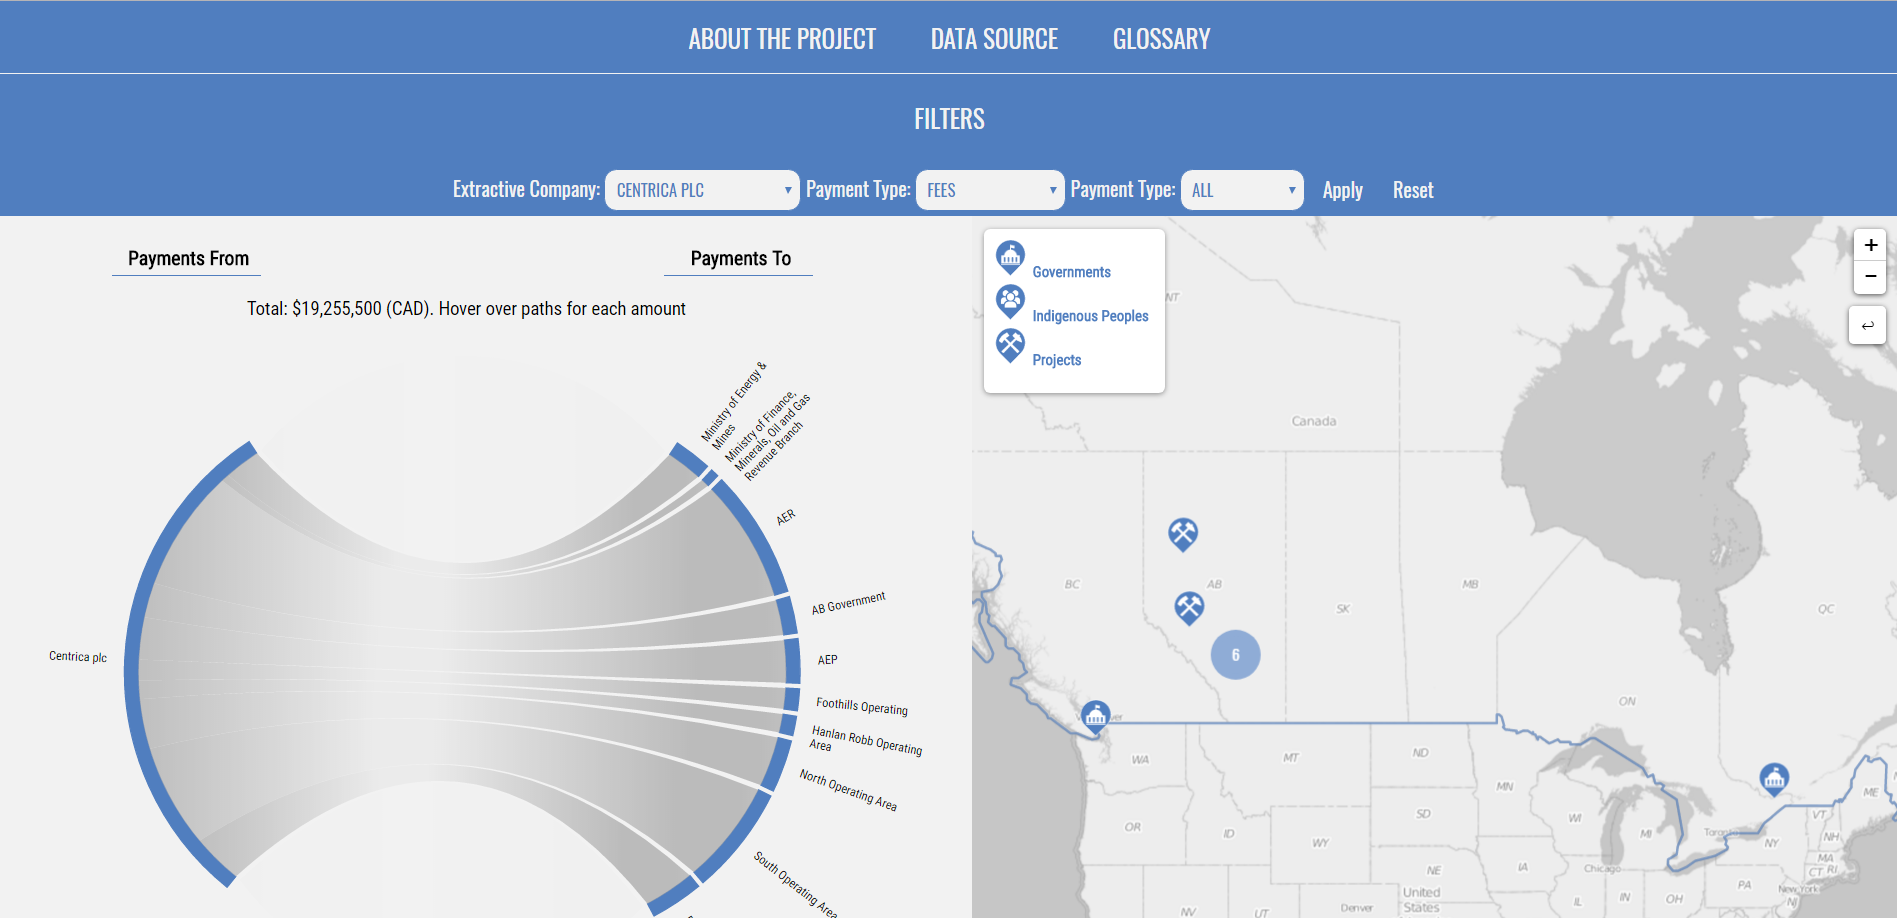 ABOUT THE PROJECT DATA SOURCE GLOSSARY
FILTERS
Extractive Company: CENTRICA PLC Payment Type: FEES Payment Type: ALL Apply Reset
Payments From Payments To
Total: $19,255,500 (CAD). Hover over paths for each amount
Ministry of Energy &
Mines
Ministry of Finance,
Minerals, Oil and Gas
Revenue Branch
AER
AB Government
AEP
Centrica plc
Foothills Operating
Hanlan Robb Operating
Area
North Operating Area
South Operating Area
Governments
Indigenous Peoples
Projects
+
−
NT
Canada
BC
AB
SK
MB
QC
6
ON
WA
MT
ND
MN
OR
ID
SD
WY
WI
MI
Toronto
VT
ME
NH
NY
MA
CT RI
NE
IA
Chicago
United
States
IL
IN
OH
PA
New York
NJ
NV
UT
Denver